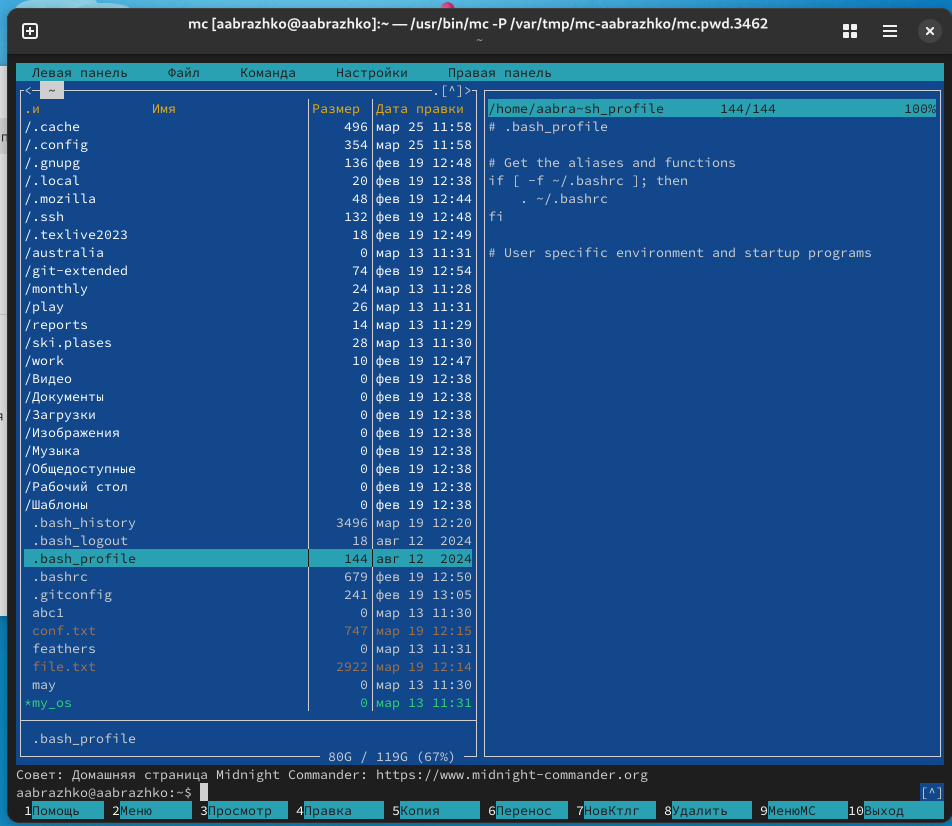 mc [aabrazhko@aabrazhko]:~ — /usr/bin/mc -P /var/tmp/mc-aabrazhko/mc.pwd.3462
~
Левая панель Файл Команда Настройки Правая панель
<— ~ .[^]>
.и Имя Размер Дата правки
/.cache 496 мар 25 11:58
/.config 354 мар 25 11:58
/.gnupg 136 фев 19 12:48
/.local 20 фев 19 12:38
/.mozilla 48 фев 19 12:44
/.ssh 132 фев 19 12:48
/.texlive2023 18 фев 19 12:49
/australia 0 мар 13 11:31
/git-extended 74 фев 19 12:54
/monthly 24 мар 13 11:28
/play 26 мар 13 11:31
/reports 14 мар 13 11:29
/ski.plases 28 мар 13 11:30
/work 10 фев 19 12:47
/Видео 0 фев 19 12:38
/Документы 0 фев 19 12:38
/Загрузки 0 фев 19 12:38
/Изображения 0 фев 19 12:38
/Музыка 0 фев 19 12:38
/Общедоступные 0 фев 19 12:38
/Рабочий стол 0 фев 19 12:38
/Шаблоны 0 фев 19 12:38
.bash_history 3496 мар 19 12:20
.bash_logout 18 авг 12 2024
.bash_profile 144 авг 12 2024
.bashrc 679 фев 19 12:50
.gitconfig 241 фев 19 13:05
abc1 0 мар 13 11:30
conf.txt 747 мар 19 12:15
feathers 0 мар 13 11:31
file.txt 2922 мар 19 12:14
may 0 мар 13 11:30
*my_os 0 мар 13 11:31
.bash_profile
80G / 119G (67%)
/home/aabra~sh_profile 144/144 100%
# .bash_profile
# Get the aliases and functions
if [ -f ~/.bashrc ]; then
. ~/.bashrc
fi
# User specific environment and startup programs
Совет: Домашняя страница Midnight Commander: https://www.midnight-commander.org
aabrazhko@aabrazhko:~$ [^]
1Помощь 2Меню 3Просмотр 4Правка 5Копия 6Перенос 7НовКтлг 8Удалить 9МенюMC 10Выход